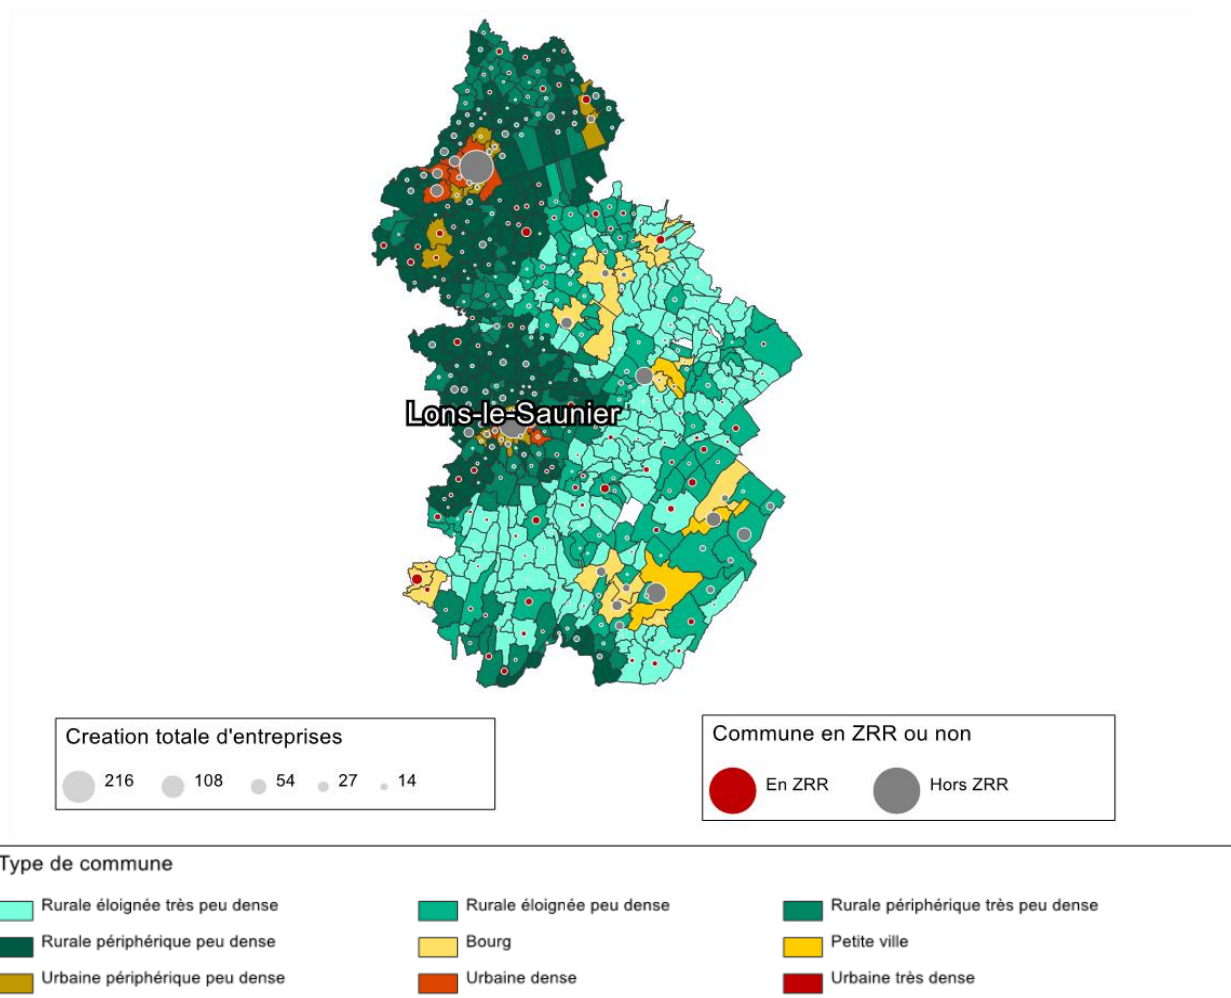 Lons-le-Saunier
Creation totale d'entreprises
216 108 54 27 14
Commune en ZRR ou non
En ZRR Hors ZRR
Type de commune
Rurale éloignée très peu dense Rurale éloignée peu dense Rurale périphérique très peu dense
Rurale périphérique peu dense Bourg Petite ville
Urbaine périphérique peu dense Urbaine dense Urbaine très dense